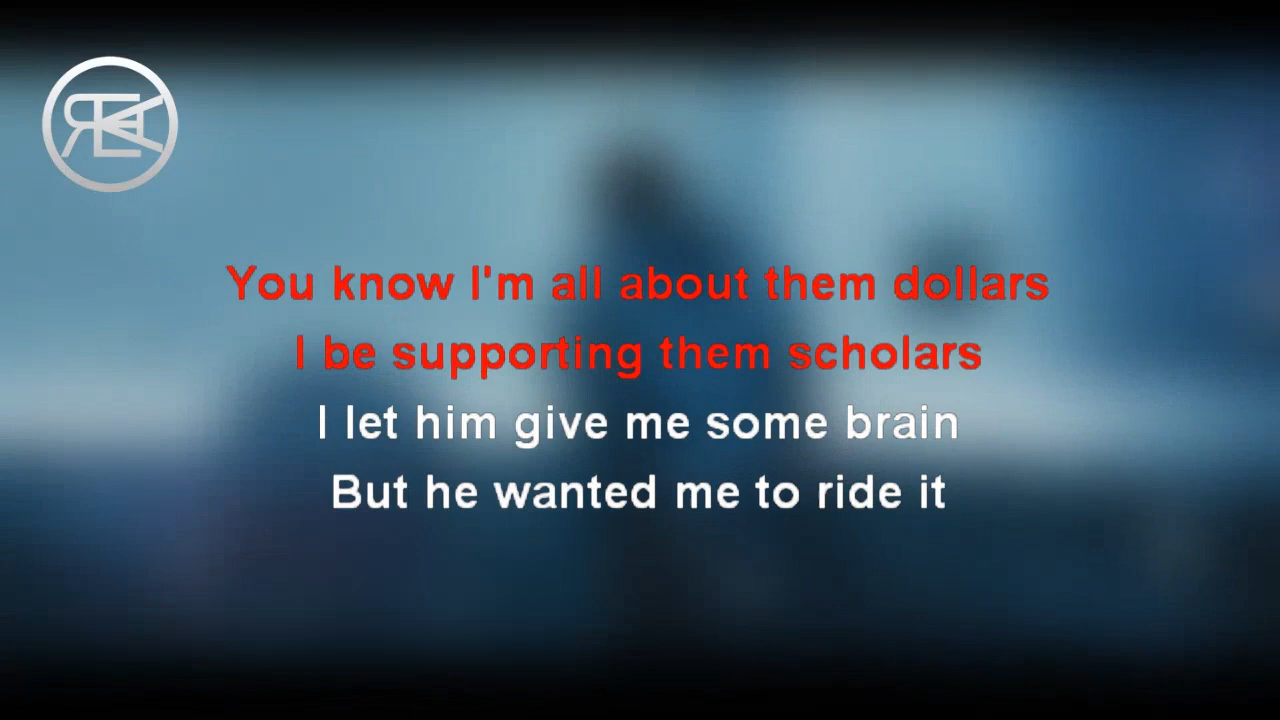 You know I'm all about them dollars
I be supporting them scholars
I let him give me some brain
But he wanted me to ride it